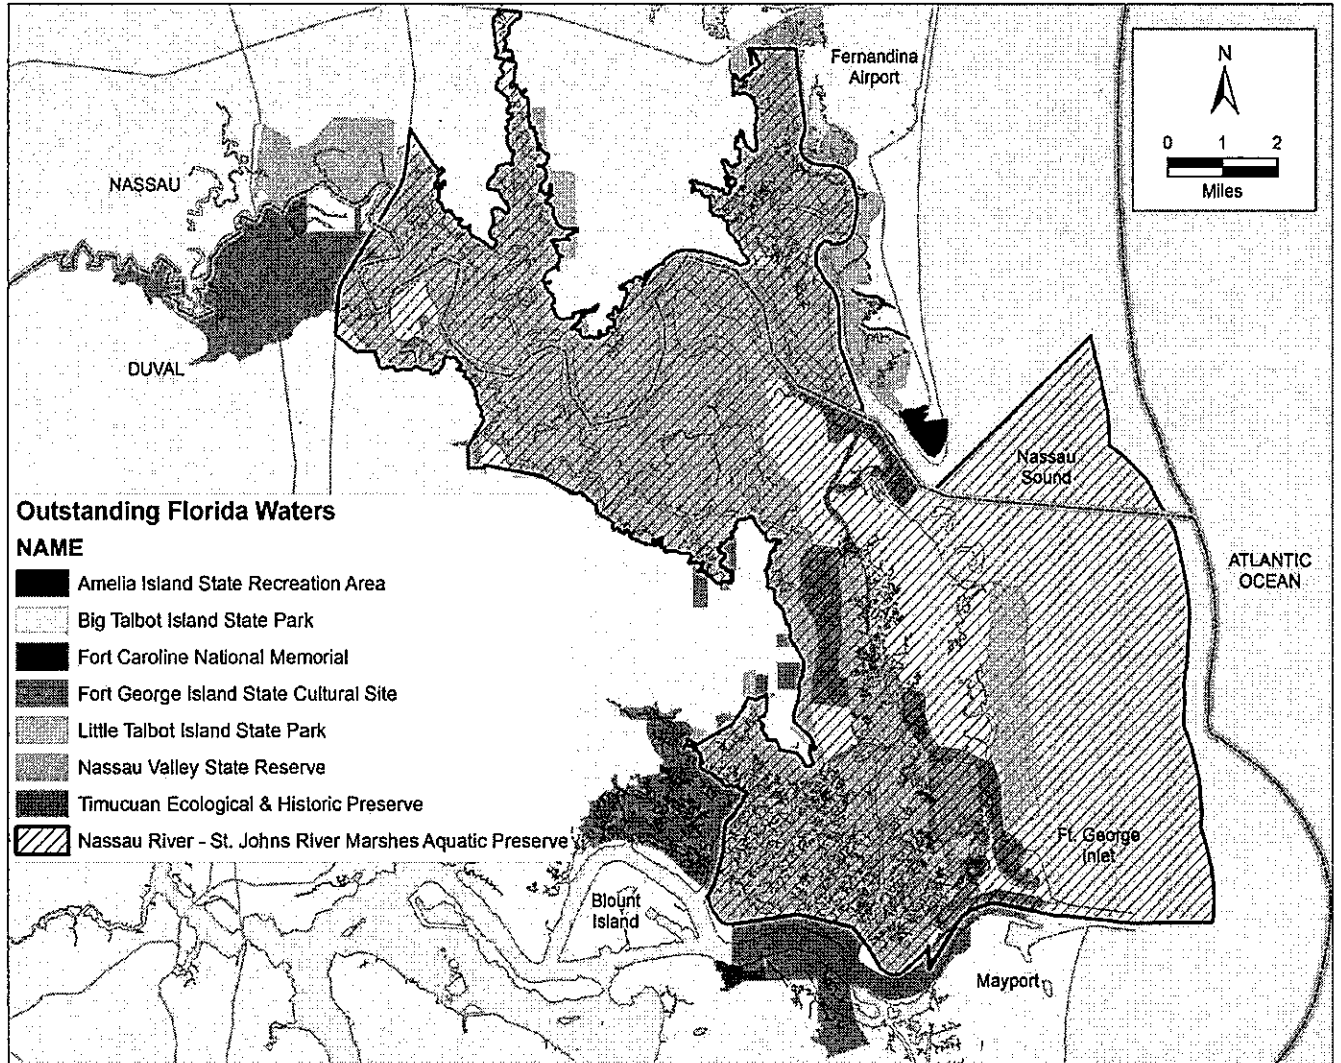 Fernandina
Airport
N
0 1 2
Miles
NASSAU
DUVAL
Nassau
Sound
ATLANTIC
OCEAN
Outstanding Florida Waters
NAME
Amelia Island State Recreation Area
Big Talbot Island State Park
Fort Caroline National Memorial
Fort George Island State Cultural Site
Little Talbot Island State Park
Nassau Valley State Reserve
Timucuan Ecological & Historic Preserve
Nassau River - St. Johns River Marshes Aquatic Preserve
Ft. George
Inlet
Blount
Island
Mayport